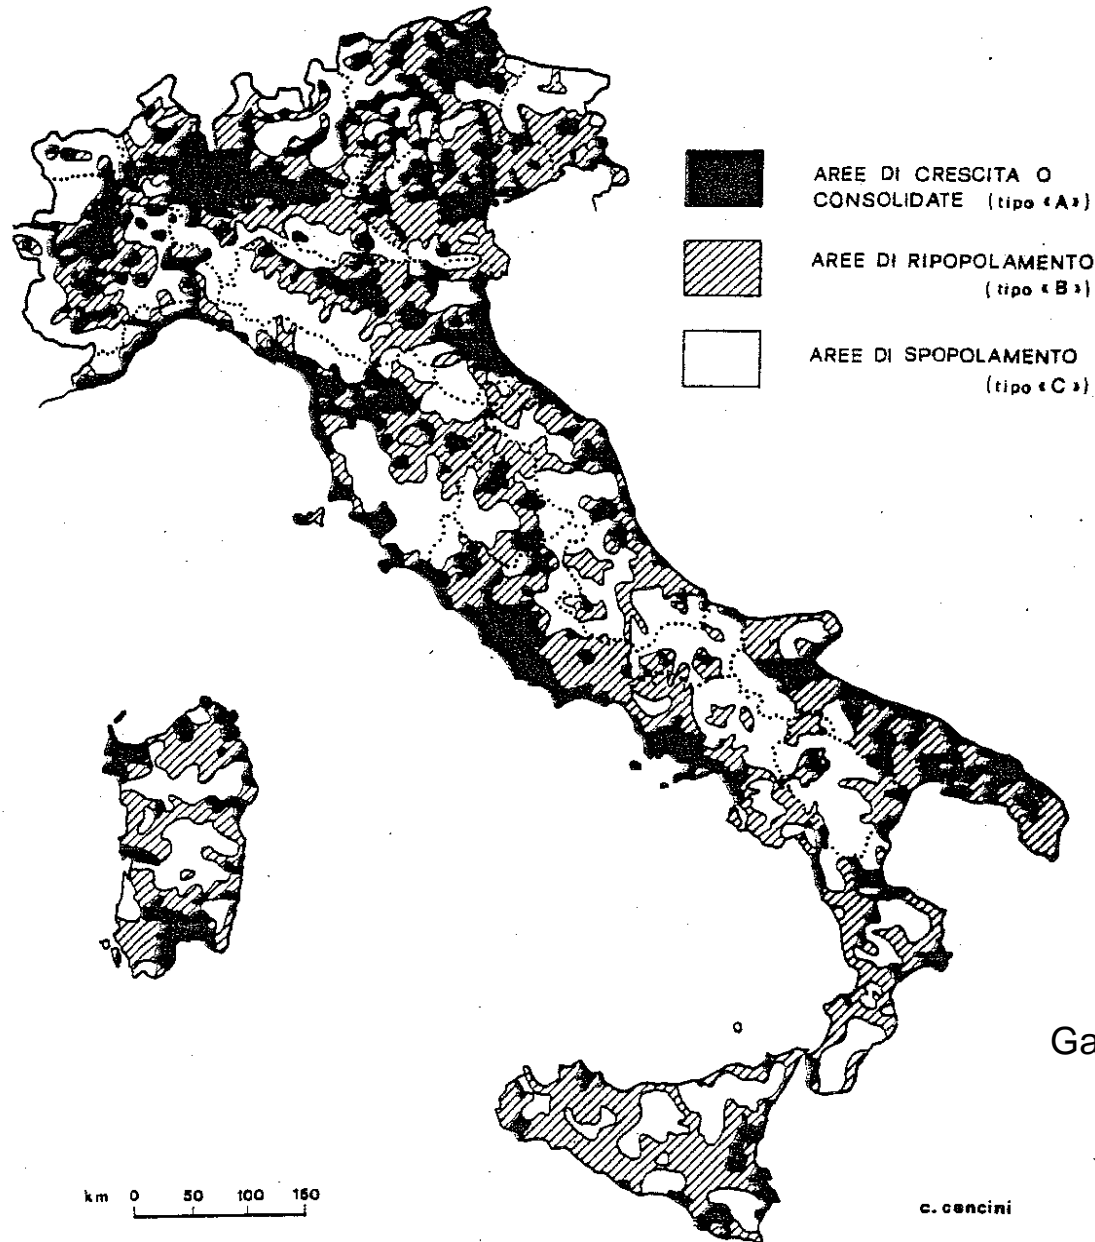 AREE DI CRESCITA O
CONSOLIDATE (tipo «A»)
AREE DI RIPOPOLAMENTO
(tipo «B»)
AREE DI SPOPOLAMENTO
(tipo «C»)
Ga
km 0 50 100 150
c. cencini